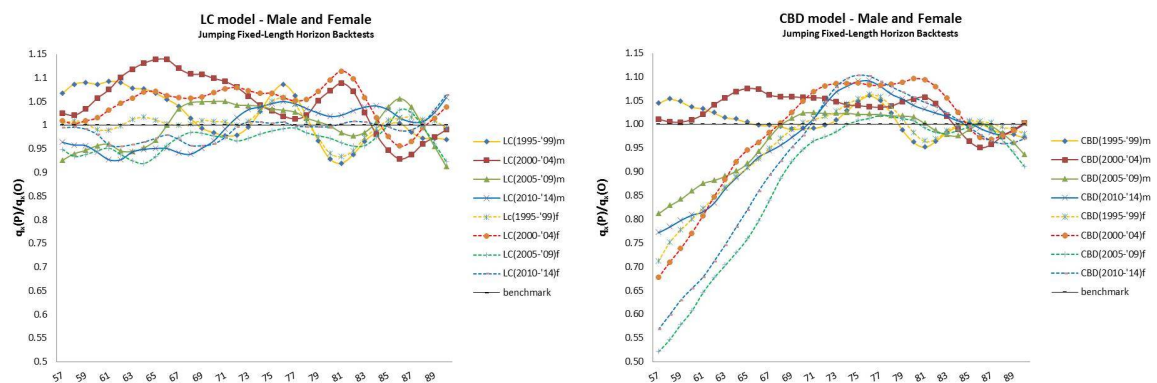 LC model - Male and Female
Jumping Fixed-Length Horizon Backtests
qx(P)/qx(O)
1.15
1.1
1.05
1
0.95
0.9
0.85
0.8
0.75
0.7
0.65
0.6
0.55
0.5
57 59 61 63 65 67 69 71 73 75 77 79 81 83 85 87 89
LC(1995-'99)m
LC(2000-'04)m
LC(2005-'09)m
LC(2010-'14)m
Lc(1995-'99)f
LC(2000-'04)f
LC(2005-'09)f
LC(2010-'14)f
benchmark
CBD model - Male and Female
Jumping Fixed-Length Horizon Backtests
qx(P)/qx(O)
1.15
1.10
1.05
1.00
0.95
0.90
0.85
0.80
0.75
0.70
0.65
0.60
0.55
0.50
57 59 61 63 65 67 69 71 73 75 77 79 81 83 85 87 89
CBD(1995-'99)m
CBD(2000-'04)m
CBD(2005-'09)m
CBD(2010-'14)m
CBD(1995-'99)f
CBD(2000-'04)f
CBD(2005-'09)f
CBD(2010-'14)f
benchmark